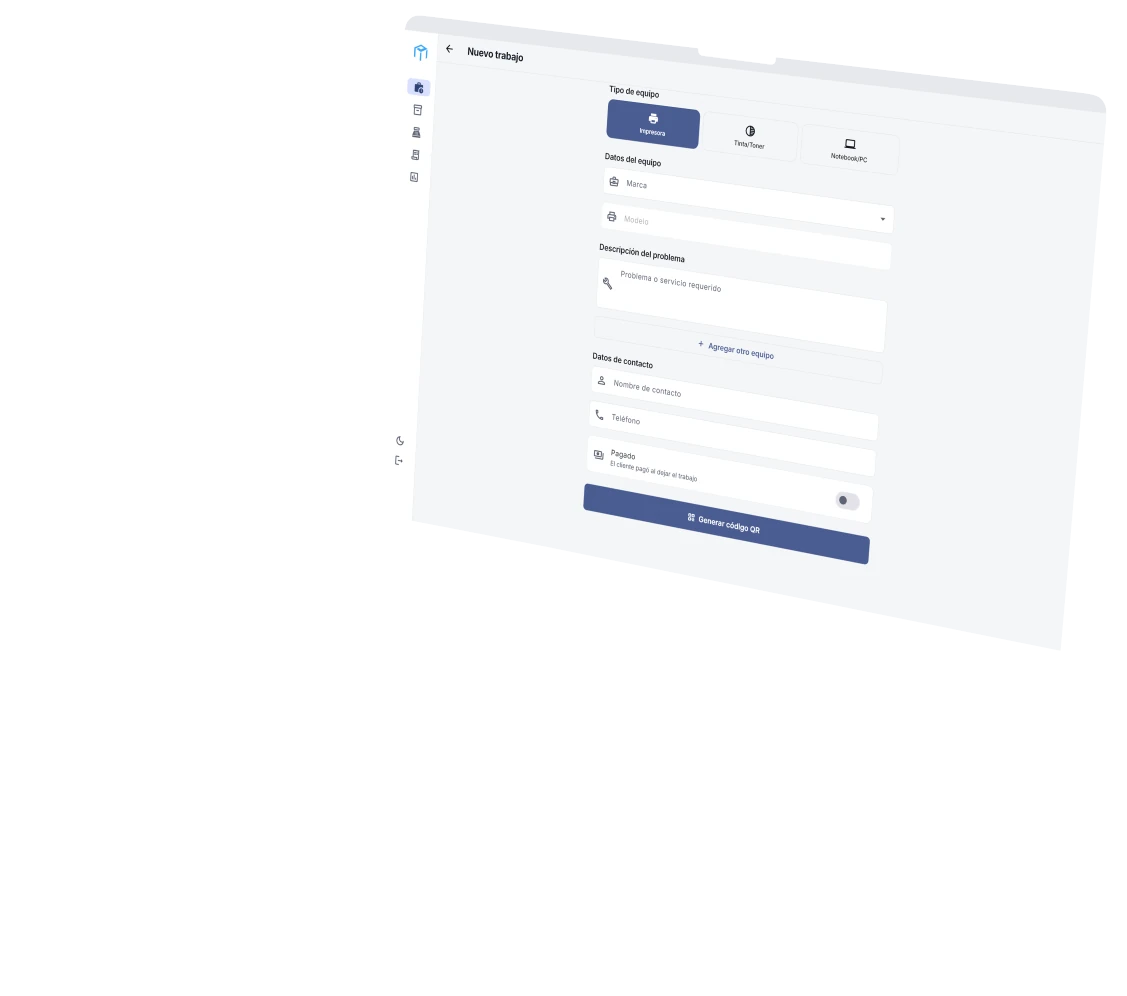 Nuevo trabajo
Tipo de equipo
Impresora
Tinta/Toner
Notebook/PC
Datos del equipo
Marca
Modelo
Descripción del problema
Problema o servicio requerido
+ Agregar otro equipo
Datos de contacto
Nombre de contacto
Teléfono
Pagado
El cliente pagó al dejar el trabajo
Generar código QR